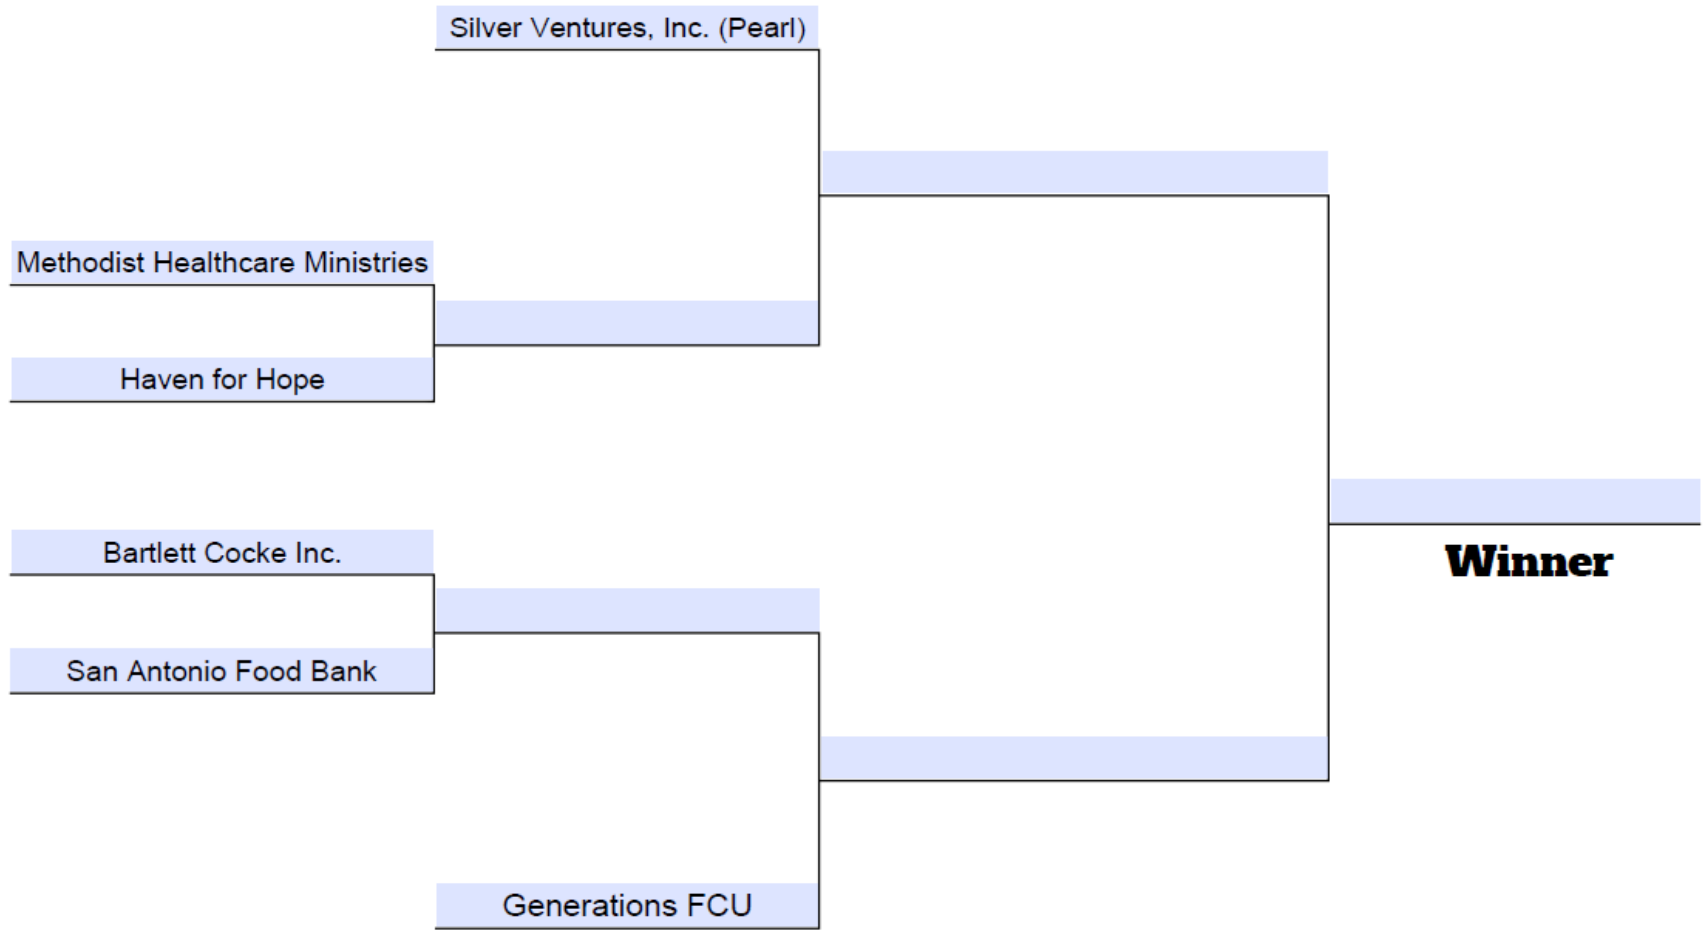 Silver Ventures, Inc. (Pearl)
Methodist Healthcare Ministries
Haven for Hope
Bartlett Cocke Inc.
San Antonio Food Bank
Winner
Generations FCU